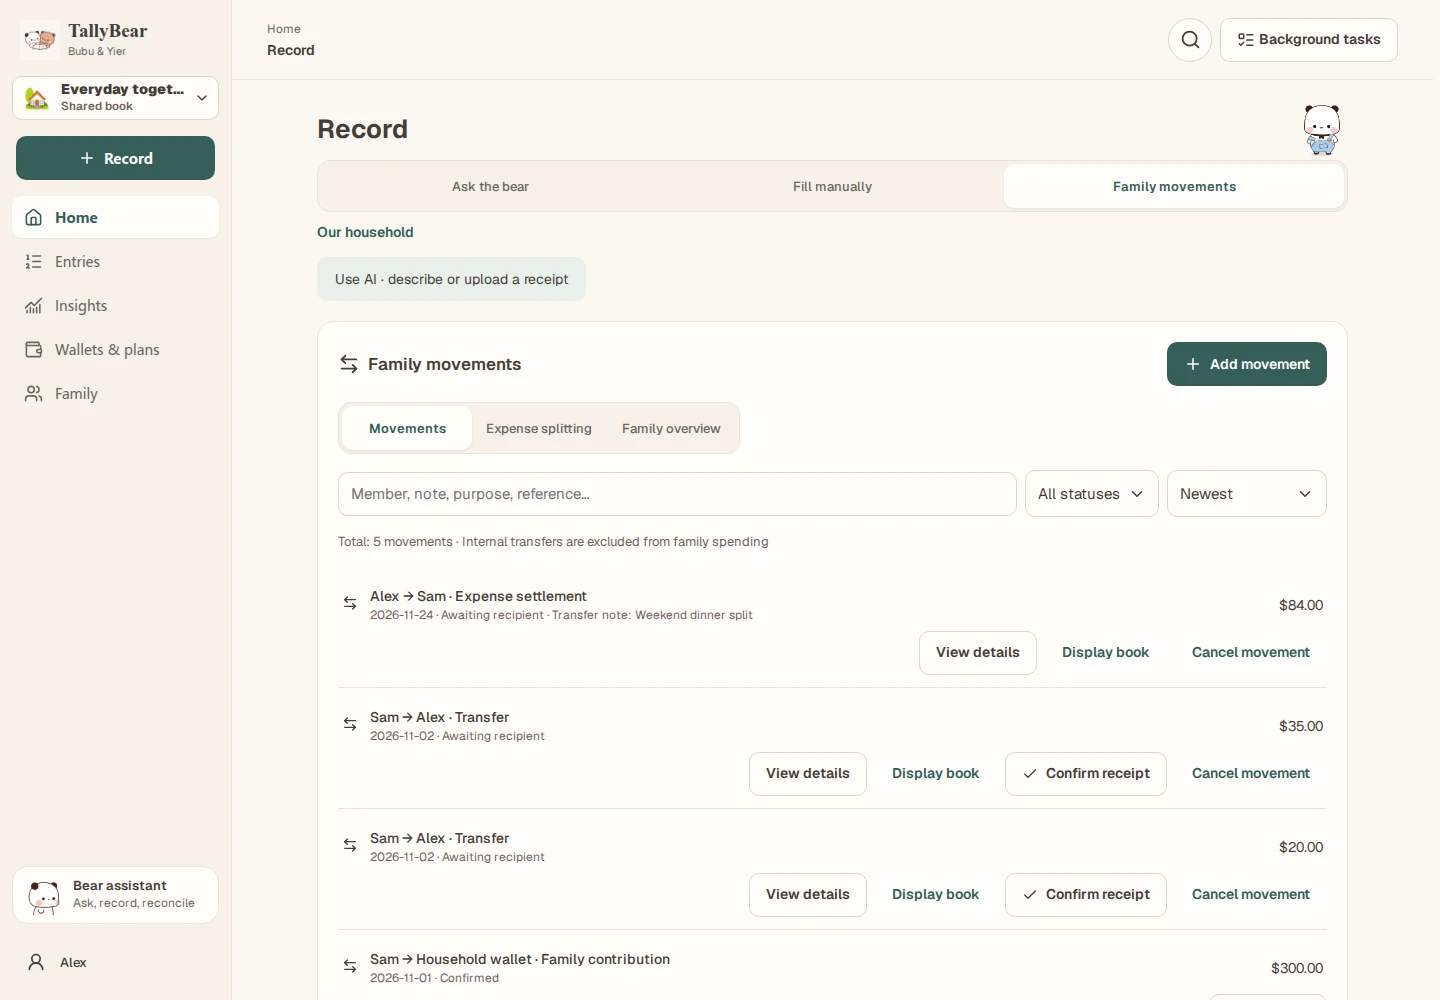 TallyBear
Bubu & Yier
Everyday toget...
Shared book
+ Record
Home
Entries
Insights
Wallets & plans
Family
Bear assistant
Ask, record, reconcile
Alex
Home
Record
Background tasks
Record
Ask the bear
Fill manually
Family movements
Our household
Use AI · describe or upload a receipt
Family movements
+ Add movement
Movements
Expense splitting
Family overview
Member, note, purpose, reference...
All statuses
Newest
Total: 5 movements · Internal transfers are excluded from family spending
Alex → Sam · Expense settlement
2026-11-24 · Awaiting recipient · Transfer note: Weekend dinner split
$84.00
View details
Display book
Cancel movement
Sam → Alex · Transfer
2026-11-02 · Awaiting recipient
$35.00
View details
Display book
✓ Confirm receipt
Cancel movement
Sam → Alex · Transfer
2026-11-02 · Awaiting recipient
$20.00
View details
Display book
✓ Confirm receipt
Cancel movement
Sam → Household wallet · Family contribution
2026-11-01 · Confirmed
$300.00